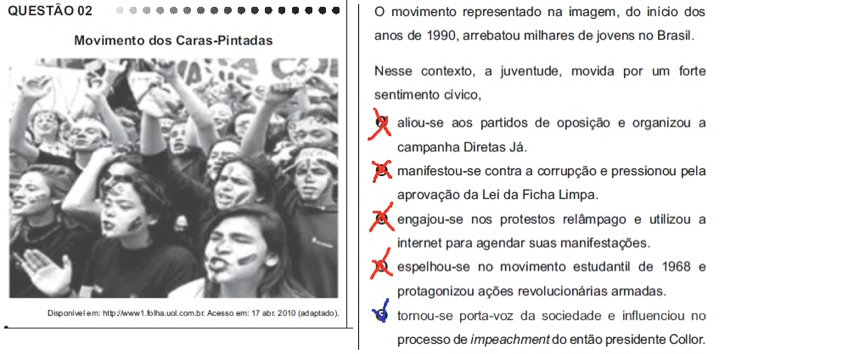 QUESTÃO 02
Movimento dos Caras-Pintadas
Disponível em: http://www1.folha.uol.com.br. Acesso em: 17 abr. 2010 (adaptado).
O movimento representado na imagem, do início dos
anos de 1990, arrebatou milhares de jovens no Brasil.
Nesse contexto, a juventude, movida por um forte
sentimento cívico,
aliou-se aos partidos de oposição e organizou a
campanha Diretas Já.
manifestou-se contra a corrupção e pressionou pela
aprovação da Lei da Ficha Limpa.
engajou-se nos protestos relâmpago e utilizou a
internet para agendar suas manifestações.
espelhou-se no movimento estudantil de 1968 e
protagonizou ações revolucionárias armadas.
tornou-se porta-voz da sociedade e influenciou no
processo de impeachment do então presidente Collor.